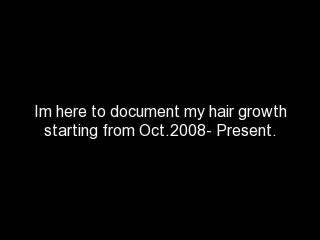 Im here to document my hair growth
starting from Oct.2008- Present.